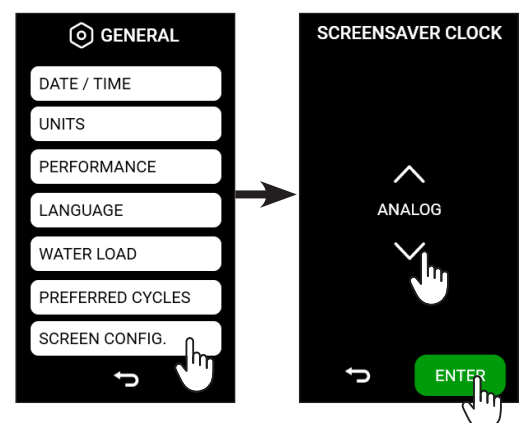 GENERAL
DATE / TIME
UNITS
PERFORMANCE
LANGUAGE
WATER LOAD
PREFERRED CYCLES
SCREEN CONFIG.
SCREENSAVER CLOCK
ANALOG
ENTER